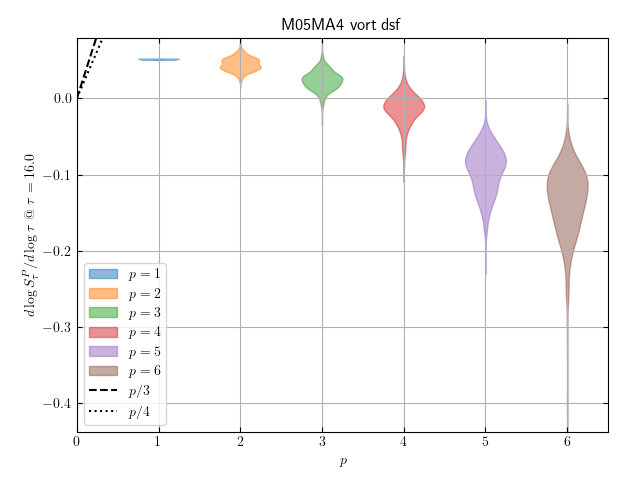 M05MA4 vort dsf
d log S_τ^P / d log τ @ τ = 16.0
0.0
−0.1
−0.2
−0.3
−0.4
p = 1
p = 2
p = 3
p = 4
p = 5
p = 6
p/3
p/4
0 1 2 3 4 5 6
p